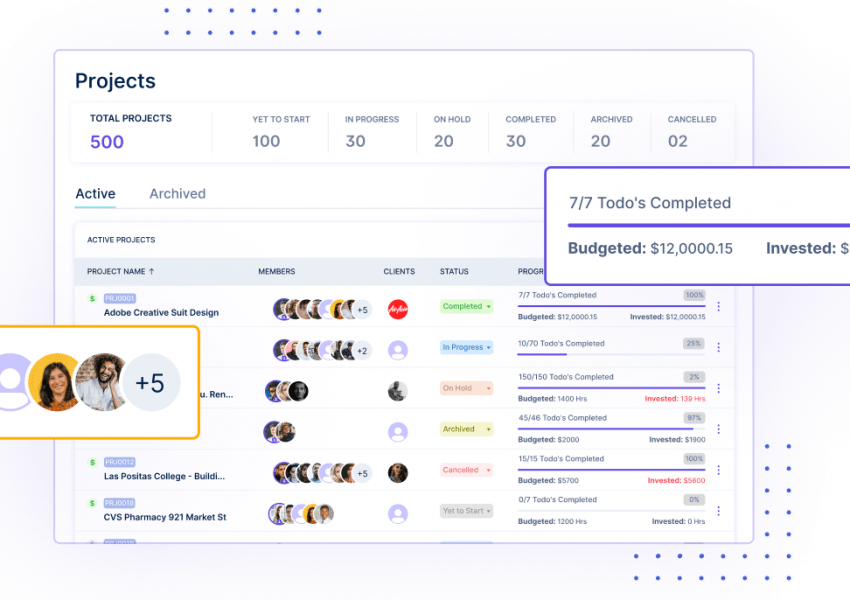 Projects
TOTAL PROJECTS
500
YET TO START
100
IN PROGRESS
30
ON HOLD
20
COMPLETED
30
ARCHIVED
20
CANCELLED
02
Active
Archived
7/7 Todo's Completed
Budgeted: $12,0000.15
Invested: $
ACTIVE PROJECTS
PROJECT NAME ↑
MEMBERS
CLIENTS
STATUS
PROGR
$
PRJ0001
Adobe Creative Suit Design
+5
Completed
7/7 Todo's Completed
100%
Budgeted: $12,0000.15
Invested: $12,0000.15
+2
In Progress
10/70 Todo's Completed
25%
+5
u. Ren...
On Hold
150/150 Todo's Completed
2%
Budgeted: 1400 Hrs
Invested: 139 Hrs
Archived
45/46 Todo's Completed
97%
Budgeted: $2000
Invested: $1900
$
PRJ0012
Las Positas College - Buildi...
+5
Cancelled
15/15 Todo's Completed
100%
Budgeted: $5700
Invested: $5600
$
PRJ0018
CVS Pharmacy 921 Market St
Yet to Start
0/7 Todo's Completed
0%
Budgeted: 1200 Hrs
Invested: 0 Hrs